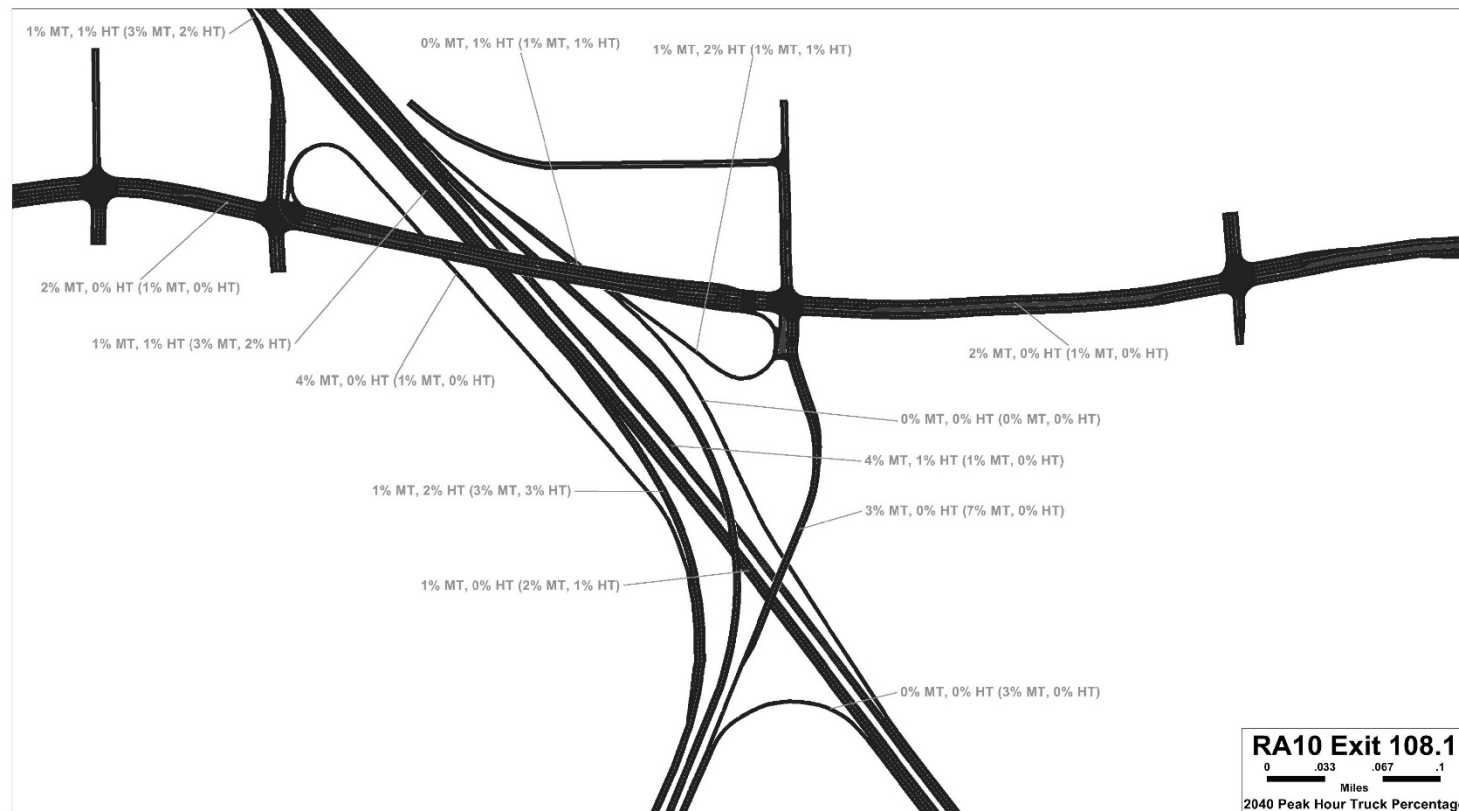 1% MT, 1% HT (3% MT, 2% HT)
0% MT, 1% HT (1% MT, 1% HT)
1% MT, 2% HT (1% MT, 1% HT)
2% MT, 0% HT (1% MT, 0% HT)
1% MT, 1% HT (3% MT, 2% HT)
2% MT, 0% HT (1% MT, 0% HT)
4% MT, 0% HT (1% MT, 0% HT)
0% MT, 0% HT (0% MT, 0% HT)
4% MT, 1% HT (1% MT, 0% HT)
1% MT, 2% HT (3% MT, 3% HT)
3% MT, 0% HT (7% MT, 0% HT)
1% MT, 0% HT (2% MT, 1% HT)
0% MT, 0% HT (3% MT, 0% HT)
RA10 Exit 108.1
0 .033 .067 .1
Miles
2040 Peak Hour Truck Percentag